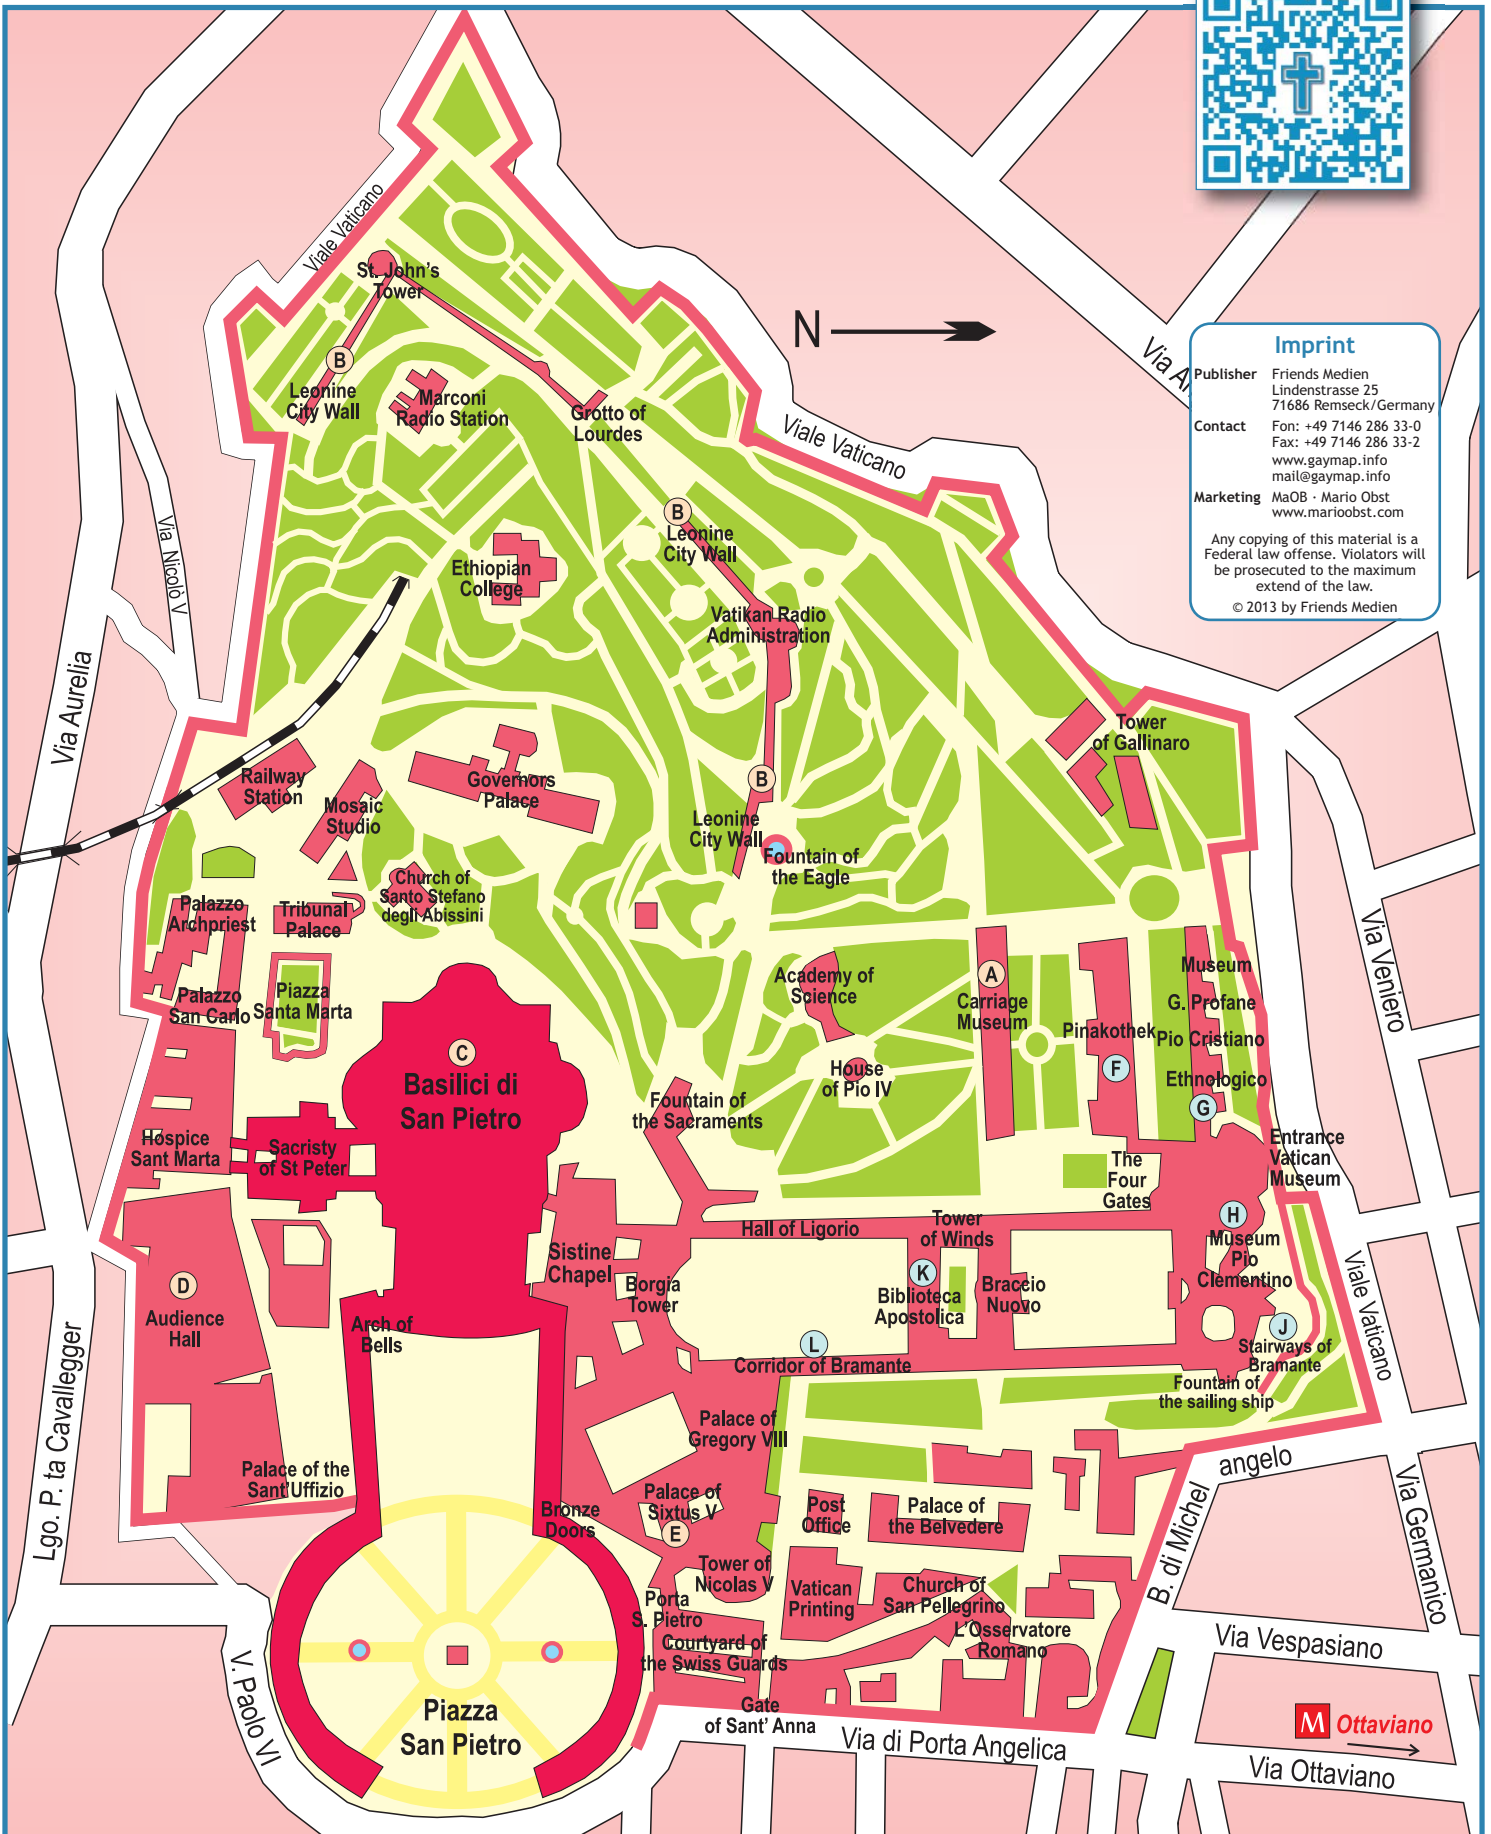 Viale Vaticano
St. John's
Tower
N
Via A
B
Leonine
City Wall
Marconi
Radio Station
Grotto of
Lourdes
Viale Vaticano
Imprint
Publisher Friends Medien
Lindenstrasse 25
71686 Remseck/Germany
Contact Fon: +49 7146 286 33-0
Fax: +49 7146 286 33-2
www.gaymap.info
mail@gaymap.info
Marketing MaOB · Mario Obst
www.marioobst.com
Any copying of this material is a
Federal law offense. Violators will
be prosecuted to the maximum
extend of the law.
© 2013 by Friends Medien
Via Nicolò V
B
Leonine
City Wall
Ethiopian
College
Vatikan Radio
Administration
Via Aurelia
Tower
of Gallinaro
Railway
Station
Mosaic
Studio
Governors
Palace
B
Leonine
City Wall
Fountain of
the Eagle
Church of
Santo Stefano
degli Abissini
Palazzo
Archpriest
Tribunal
Palace
Via Veniero
Palazzo
San Carlo
Piazza
Santa Marta
Academy of
Science
A
Carriage
Museum
Pinakothek
F
Museum
G. Profane
Pio Cristiano
Ethnologico
G
C
Basilici di
San Pietro
House
of Pio IV
Fountain of
the Sacraments
Hospice
Sant Marta
Sacristy
of St Peter
The
Four
Gates
Entrance
Vatican
Museum
Hall of Ligorio
Tower
of Winds
H
Museum
Pio
Clementino
Sistine
Chapel
Borgia
Tower
K
Biblioteca
Apostolica
Braccio
Nuovo
D
Audience
Hall
Arch of
Bells
L
Corridor of Bramante
J
Stairways of
Bramante
Viale Vaticano
Fountain of
the sailing ship
Lgo. P. ta Cavallegger
Palace of
Gregory VIII
angelo
Palace of the
Sant'Uffizio
Bronze
Doors
Palace of
Sixtus V
E
Post
Office
Palace of
the Belvedere
B. di Michel
Via Germanico
Tower of
Nicolas V
Vatican
Printing
Church of
San Pellegrino
Porta
S. Pietro
L'Osservatore
Romano
Courtyard of
the Swiss Guards
Via Vespasiano
V. Paolo VI
Piazza
San Pietro
Gate
of Sant' Anna
Via di Porta Angelica
M Ottaviano
Via Ottaviano